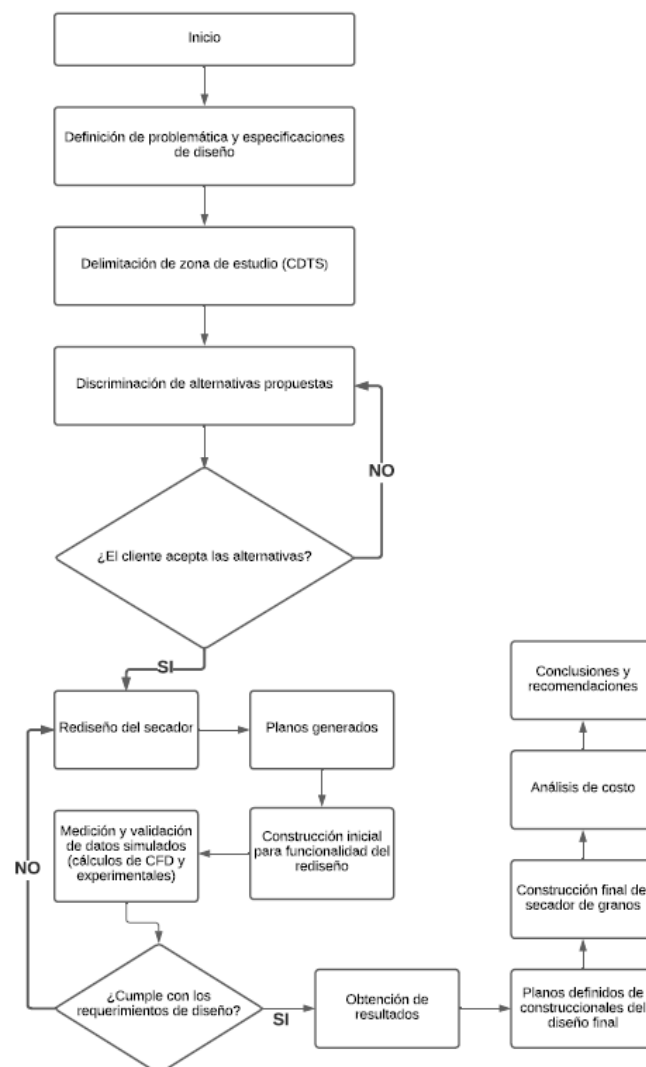 Inicio
Definición de problemática y especificaciones
de diseño
Delimitación de zona de estudio (CDTS)
Discriminación de alternativas propuestas
NO
¿El cliente acepta las alternativas?
SI
Rediseño del secador
Planos generados
Construcción inicial
para funcionalidad del
rediseño
Medición y validación
de datos simulados
(cálculos de CFD y
experimentales)
NO
¿Cumple con los
requerimientos de diseño?
SI
Obtención de
resultados
Planos definidos de
construccionales del
diseño final
Construcción final de
secador de granos
Análisis de costo
Conclusiones y
recomendaciones